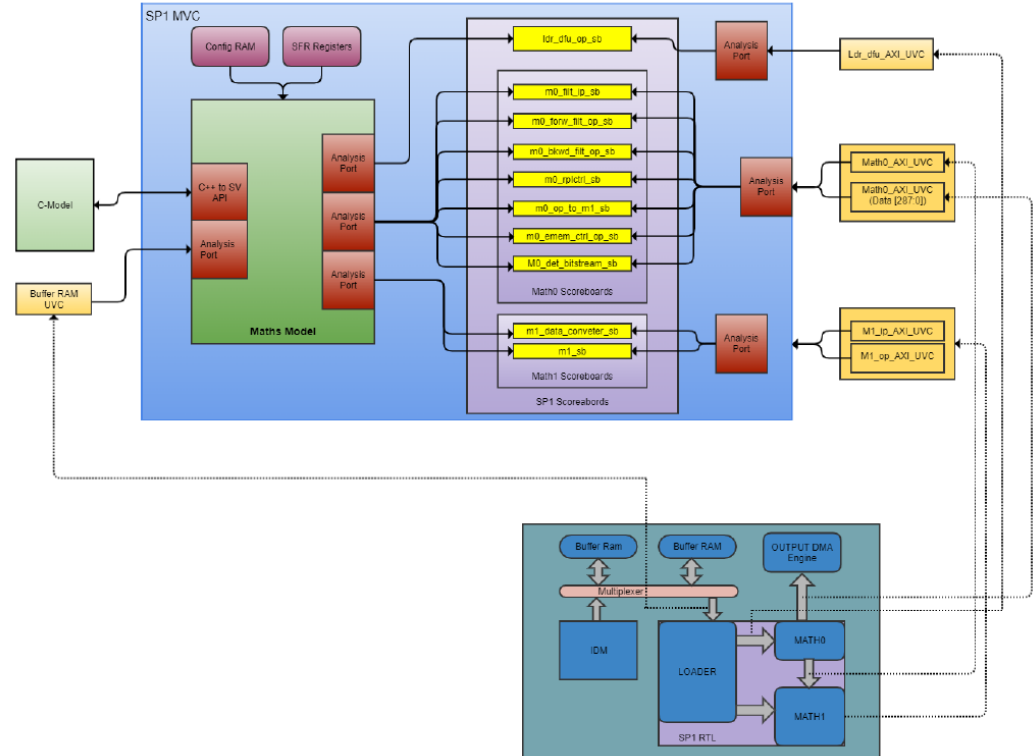 SP1 MVC
Config RAM
SFR Registers
ldr_dfu_op_sb
Analysis
Port
Ldr_dfu_AXI_UVC
m0_filt_ip_sb
m0_forw_filt_op_sb
m0_bkwd_filt_op_sb
m0_rplctrl_sb
m0_op_to_m1_sb
m0_emem_ctrl_op_sb
M0_det_bitstream_sb
Math0 Scoreboards
Analysis
Port
Analysis
Port
Analysis
Port
C-Model
C++ to SV
API
Analysis
Port
Buffer RAM
UVC
Maths Model
Analysis
Port
Math0_AXI_UVC
Math0_AXI_UVC
(Data [287:0])
m1_data_conveter_sb
m1_sb
Math1 Scoreboards
SP1 Scoreabords
Analysis
Port
M1_ip_AXI_UVC
M1_op_AXI_UVC
Buffer Ram
Buffer RAM
OUTPUT DMA
Engine
Multiplexer
IDM
LOADER
MATH0
MATH1
SP1 RTL